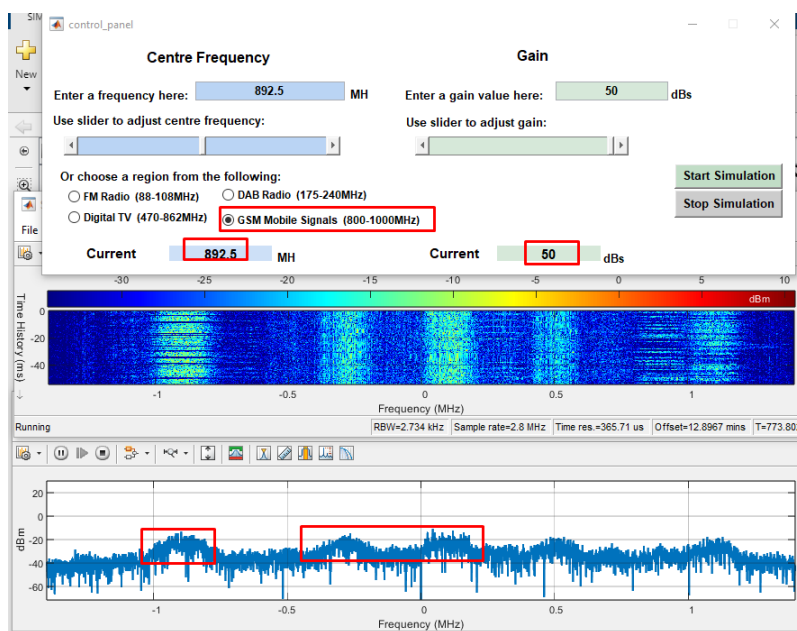 SIM
control_panel
New
Centre Frequency
Gain
Enter a frequency here: 892.5 MH
Enter a gain value here: 50 dBs
Use slider to adjust centre frequency:
Use slider to adjust gain:
Or choose a region from the following:
FM Radio (88-108MHz)
DAB Radio (175-240MHz)
Digital TV (470-862MHz)
GSM Mobile Signals (800-1000MHz)
Start Simulation
Stop Simulation
File
Current 892.5 MH
Current 50 dBs
-30 -25 -20 -15 -10 -5 0 5 10
dBm
Time History (ms)
0
-20
-40
-1 -0.5 0 0.5 1
Frequency (MHz)
Running
RBW=2.734 kHz Sample rate=2.8 MHz Time res.=365.71 us Offset=12.8967 mins T=773.80
dBm
20
0
-20
-40
-60
-1 -0.5 0 0.5 1
Frequency (MHz)